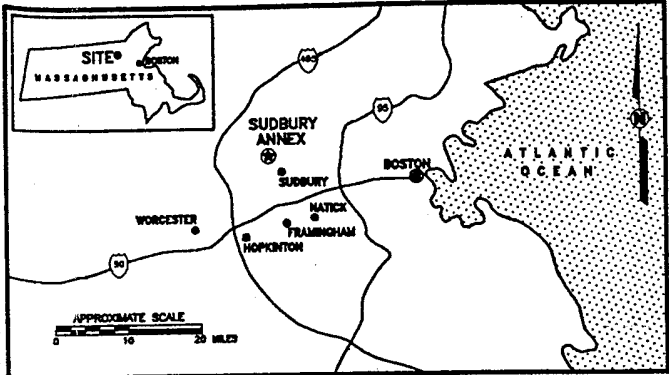 SITE
BOSTON
MASSACHUSETTS
495
95
N
SUDBURY
ANNEX
SUDBURY
BOSTON
ATLANTIC
OCEAN
WORCESTER
NATICK
FRAMINGHAM
HOPKINTON
90
APPROXIMATE SCALE
0 10 20 MILES